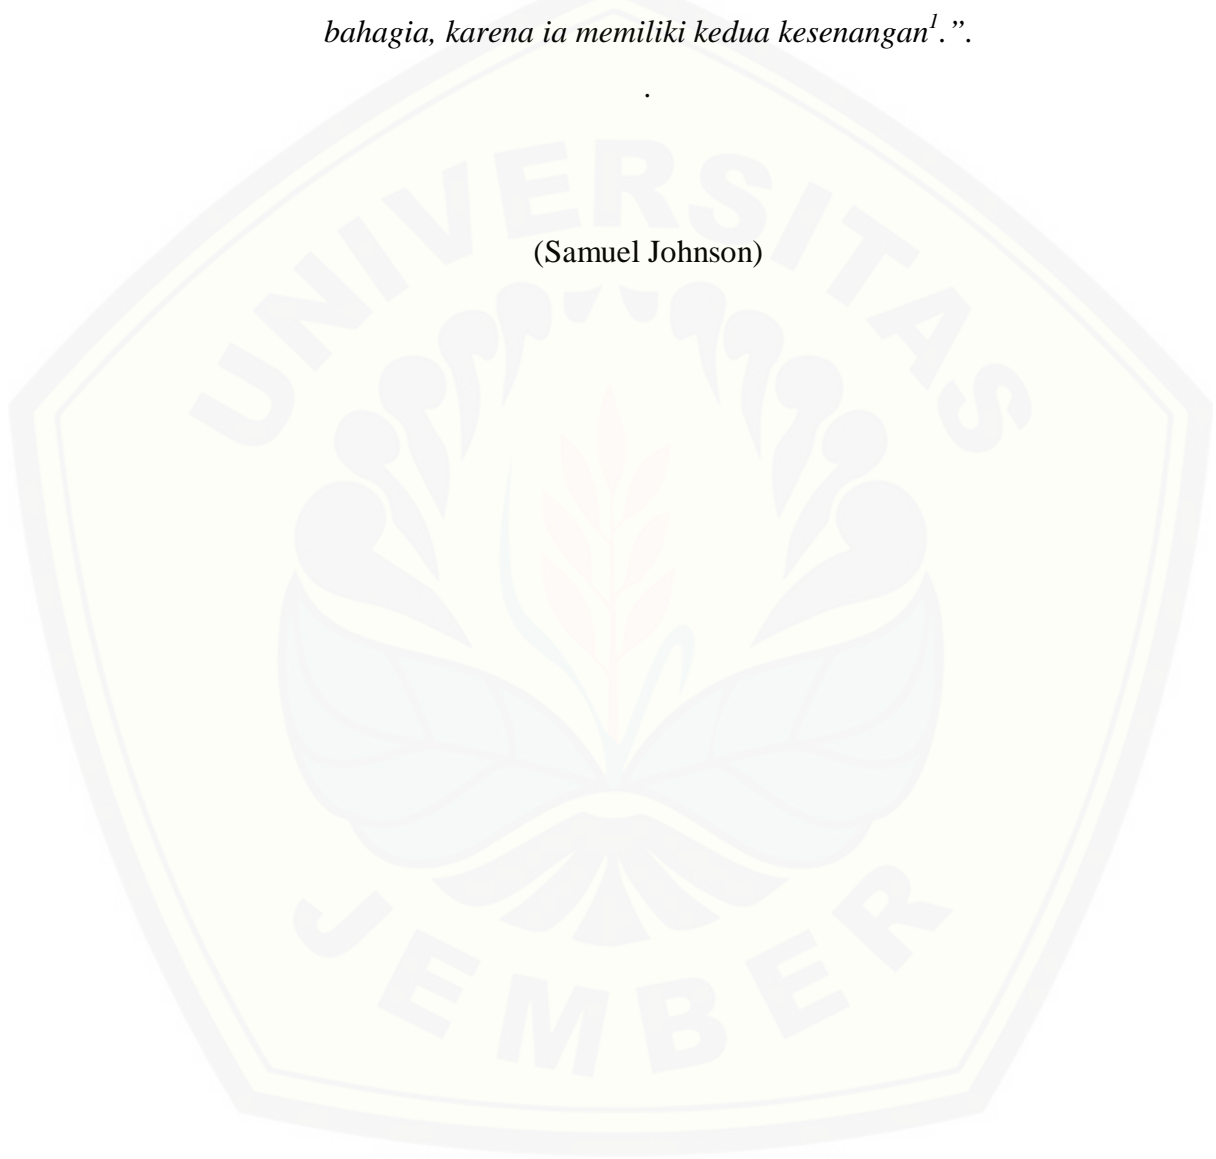 bahagia, karena ia memiliki kedua kesenangan¹.”.
.
(Samuel Johnson)
UNIVERSITAS
JEMBER